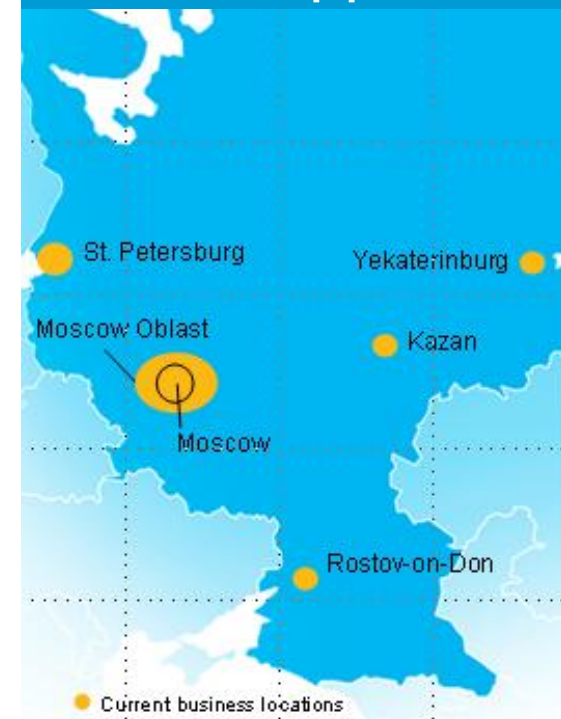 St. Petersburg
Yekaterinburg
Moscow Oblast
Kazan
Moscow
Rostov-on-Don
Current business locations